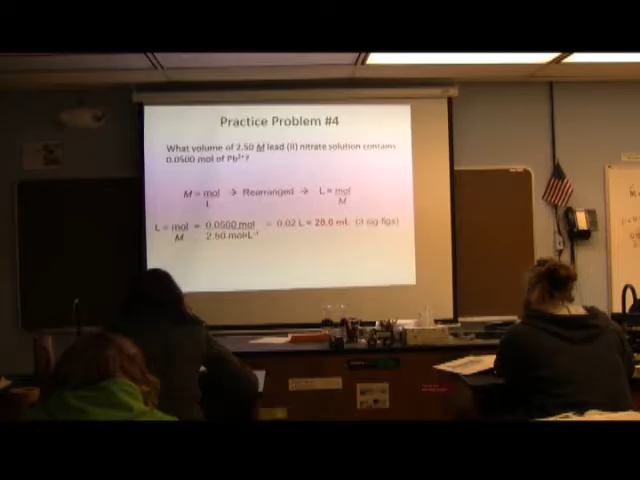 Practice Problem #4
What volume of 2.50 M lead (II) nitrate solution contains
0.0500 mol of Pb²⁺?
M = mol → Rearranged → L = mol
L M
L = mol = 0.0500 mol = 0.02 L = 20.0 mL (3 sig figs)
M 2.50 mol•L⁻¹